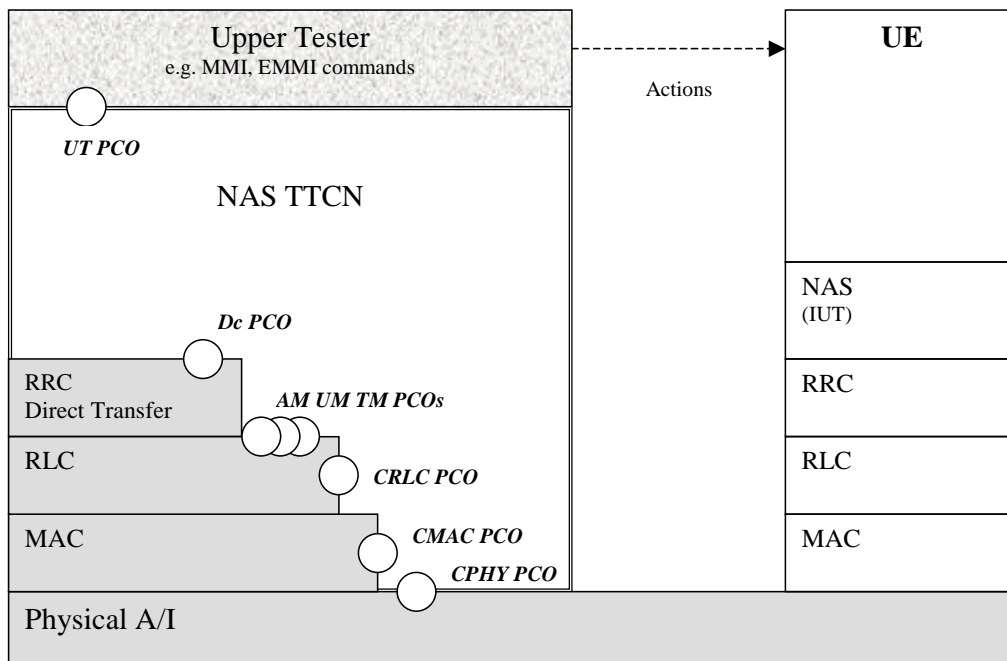 Upper Tester
e.g. MMI, EMMI commands
UE
Actions
UT PCO
NAS TTCN
NAS
(IUT)
Dc PCO
RRC
Direct Transfer
AM UM TM PCOs
RRC
RLC
CRLC PCO
RLC
MAC
CMAC PCO
MAC
CPHY PCO
Physical A/I